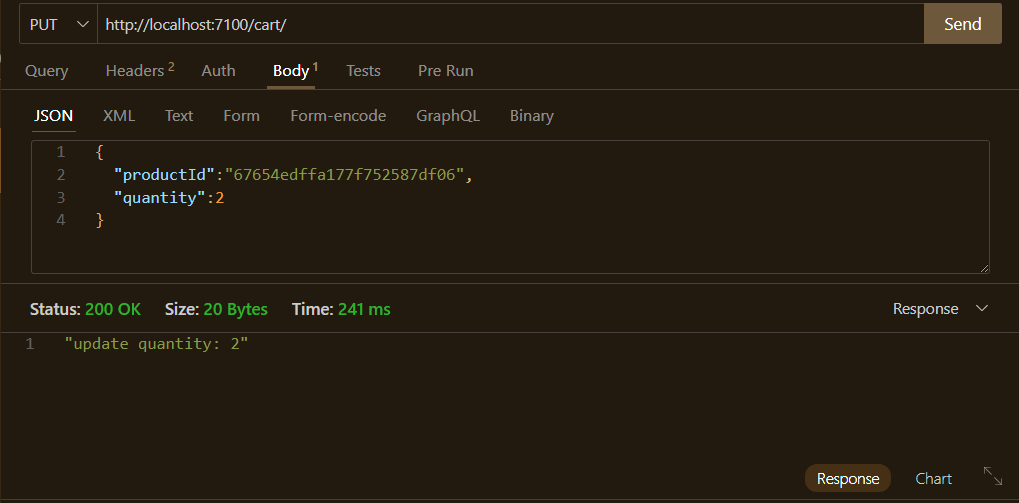 PUT http://localhost:7100/cart/ Send
Query Headers 2 Auth Body 1 Tests Pre Run
JSON XML Text Form Form-encode GraphQL Binary
1 {
2 "productId":"67654edffa177f752587df06",
3 "quantity":2
4 }
Status: 200 OK Size: 20 Bytes Time: 241 ms Response
1 "update quantity: 2"
Response Chart